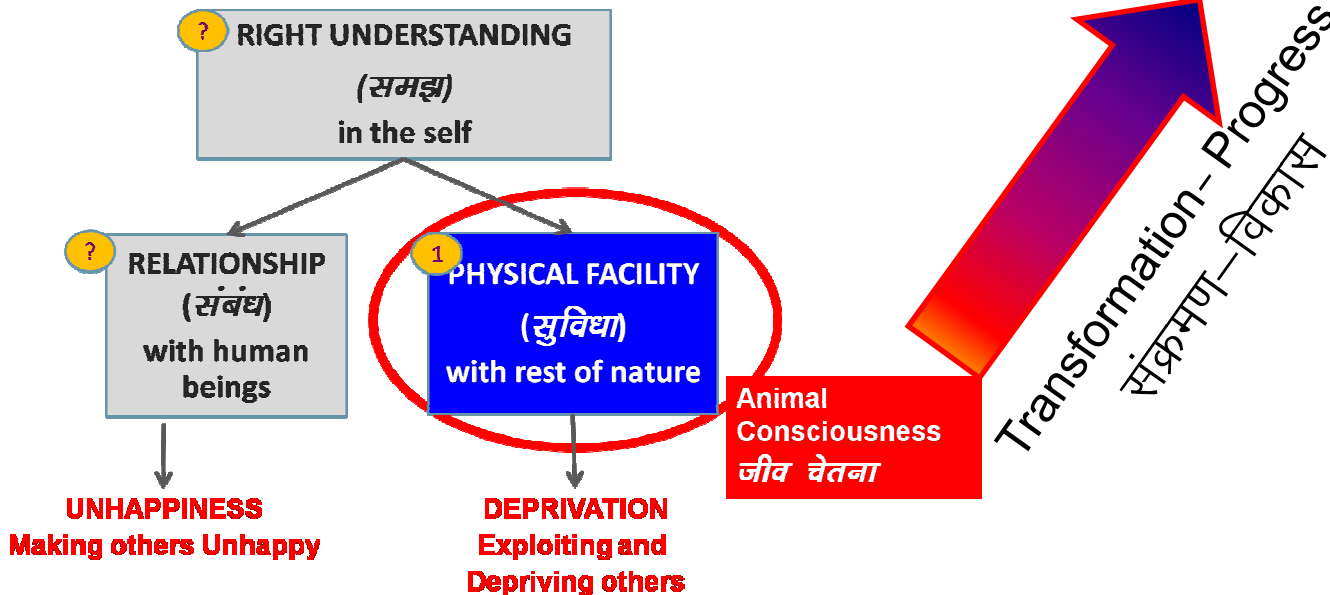 ?
RIGHT UNDERSTANDING
(समझ)
in the self
?
RELATIONSHIP
(संबंध)
with human
beings
1
PHYSICAL FACILITY
(सुविधा)
with rest of nature
UNHAPPINESS
Making others Unhappy
DEPRIVATION
Exploiting and
Depriving others
Animal
Consciousness
जीव चेतना
Transformation– Progress
संक्रमण–विकास